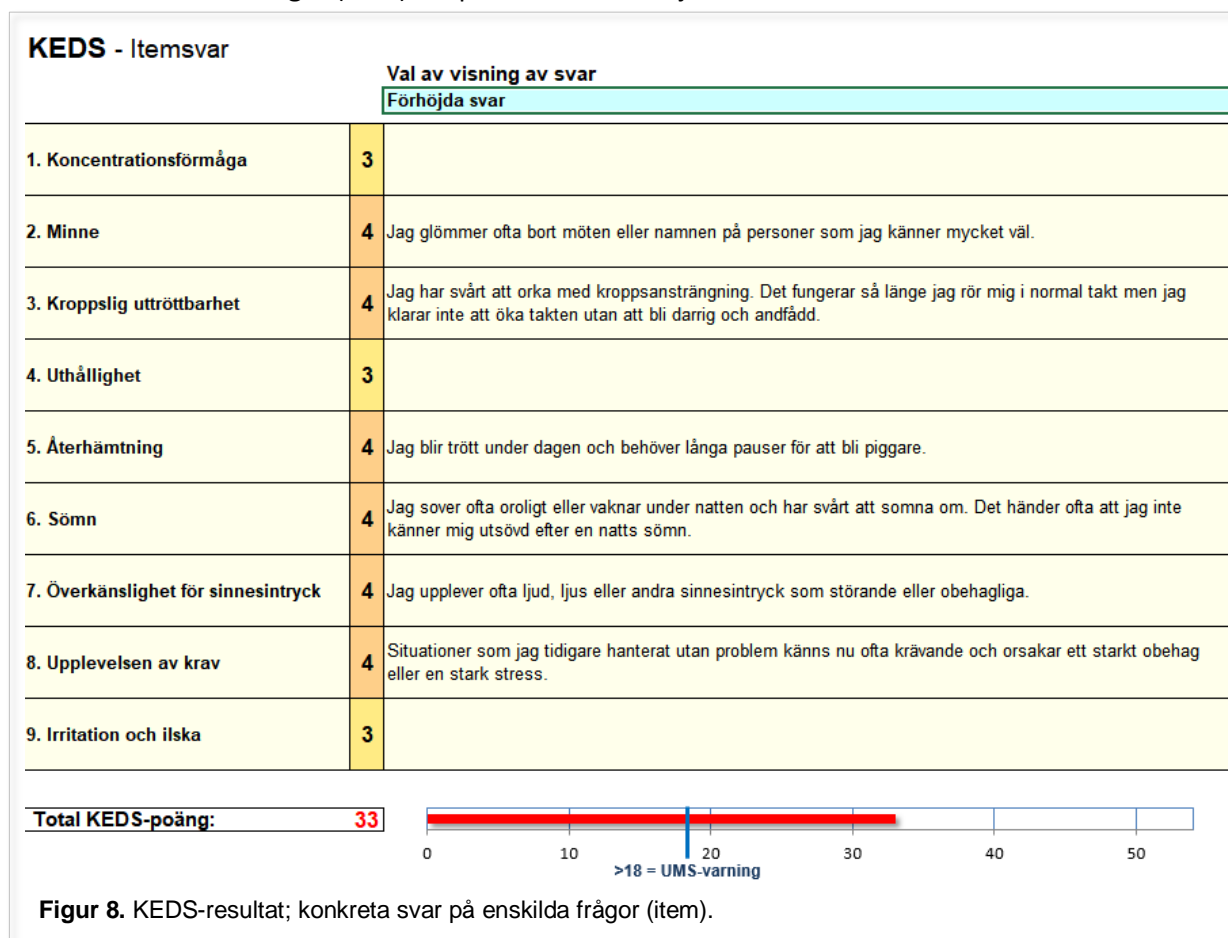 KEDS - Itemsvar
Val av visning av svar
Förhöjda svar
1. Koncentrationsförmåga 3
2. Minne 4 Jag glömmer ofta bort möten eller namnen på personer som jag känner mycket väl.
3. Kroppslig uttröttbarhet 4 Jag har svårt att orka med kroppsansträngning. Det fungerar så länge jag rör mig i normal takt men jag
klarar inte att öka takten utan att bli darrig och andfådd.
4. Uthållighet 3
5. Återhämtning 4 Jag blir trött under dagen och behöver långa pauser för att bli piggare.
6. Sömn 4 Jag sover ofta oroligt eller vaknar under natten och har svårt att somna om. Det händer ofta att jag inte
känner mig utsövd efter en natts sömn.
7. Överkänslighet för sinnesintryck 4 Jag upplever ofta ljud, ljus eller andra sinnesintryck som störande eller obehagliga.
8. Upplevelsen av krav 4 Situationer som jag tidigare hanterat utan problem känns nu ofta krävande och orsakar ett starkt obehag
eller en stark stress.
9. Irritation och ilska 3
Total KEDS-poäng: 33
0 10 20 30 40 50
>18 = UMS-varning
Figur 8. KEDS-resultat; konkreta svar på enskilda frågor (item).